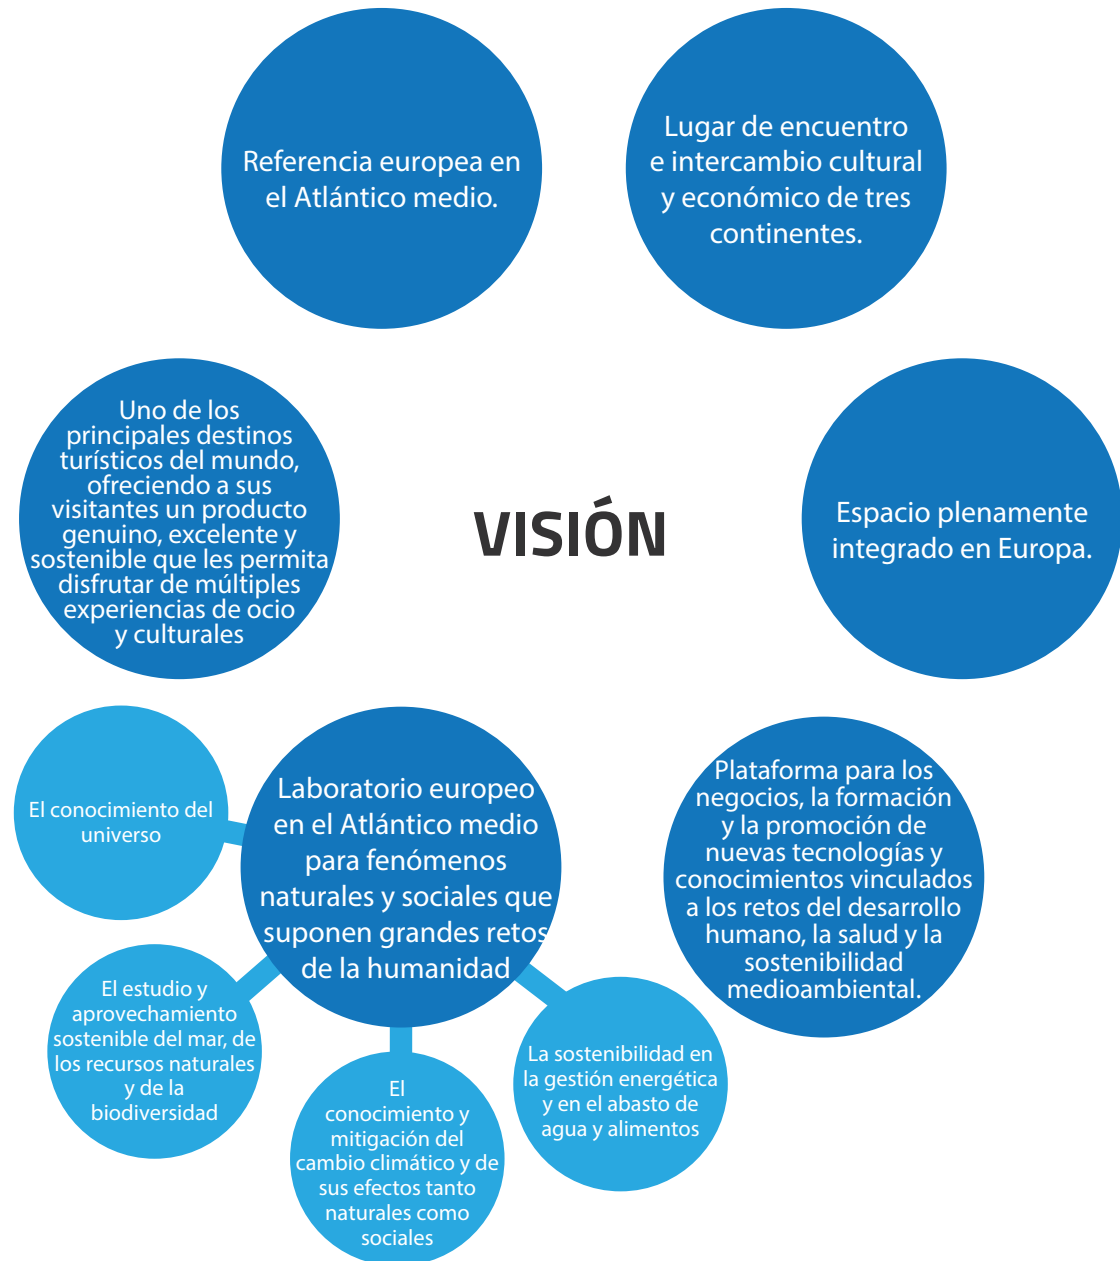 Referencia europea en
el Atlántico medio.
Lugar de encuentro
e intercambio cultural
y económico de tres
continentes.
Uno de los
principales destinos
turísticos del mundo,
ofreciendo a sus
visitantes un producto
genuino, excelente y
sostenible que les permita
disfrutar de múltiples
experiencias de ocio
y culturales
VISIÓN
Espacio plenamente
integrado en Europa.
El conocimiento del
universo
Laboratorio europeo
en el Atlántico medio
para fenómenos
naturales y sociales que
suponen grandes retos
de la humanidad
Plataforma para los
negocios, la formación
y la promoción de
nuevas tecnologías y
conocimientos vinculados
a los retos del desarrollo
humano, la salud y la
sostenibilidad
medioambiental.
El estudio y
aprovechamiento
sostenible del mar, de
los recursos naturales
y de la
biodiversidad
El
conocimiento y
mitigación del
cambio climático y de
sus efectos tanto
naturales como
sociales
La sostenibilidad en
la gestión energética
y en el abasto de
agua y alimentos